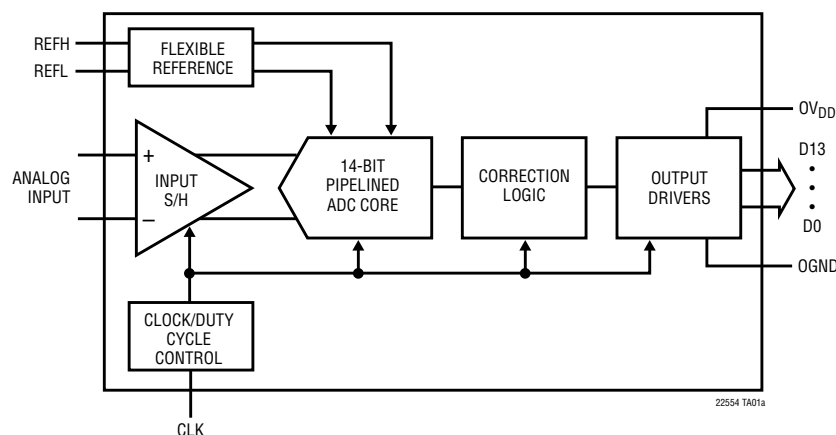 REFH
REFL
FLEXIBLE
REFERENCE
OVDD
D13
•
•
•
D0
OGND
ANALOG
INPUT
+
−
INPUT
S/H
14-BIT
PIPELINED
ADC CORE
CORRECTION
LOGIC
OUTPUT
DRIVERS
CLOCK/DUTY
CYCLE
CONTROL
CLK
22554 TA01a